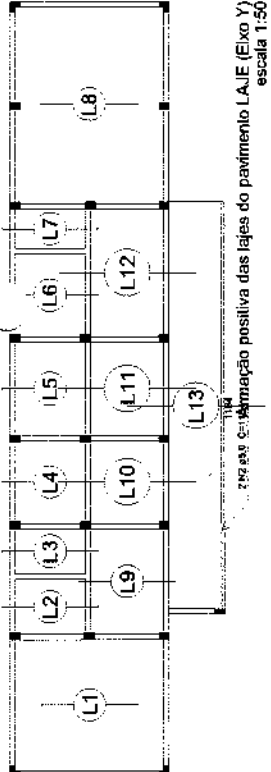 L1
L2
L3
L4
L5
L6
L7
L8
L9
L10
L11
L12
L13
Armação positiva das lajes do pavimento LAJE (Eixo Y)
escala 1:50